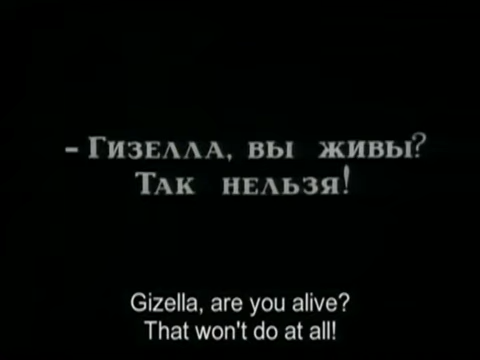 – Гизелла, вы живы?
Так нельзя!
Gizella, are you alive?
That won't do at all!